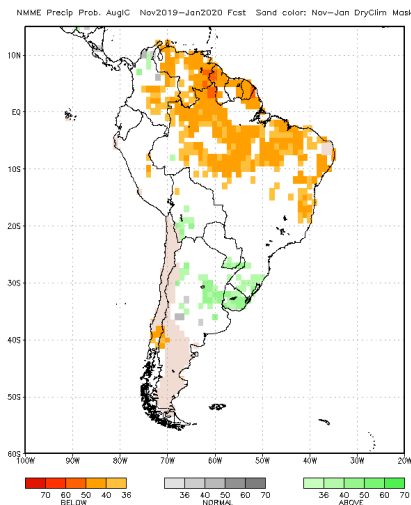 NMME Precip Prob. AugIC Nov2019-Jan2020 Fcst Sand color: Nov-Jan DryClim Mask
10N
EQ
10S
20S
30S
40S
50S
60S
100W 90W 80W 70W 60W 50W 40W 30W 20W
70 60 50 40 36 36 40 50 60 70 36 40 50 60 70
BELOW NORMAL ABOVE